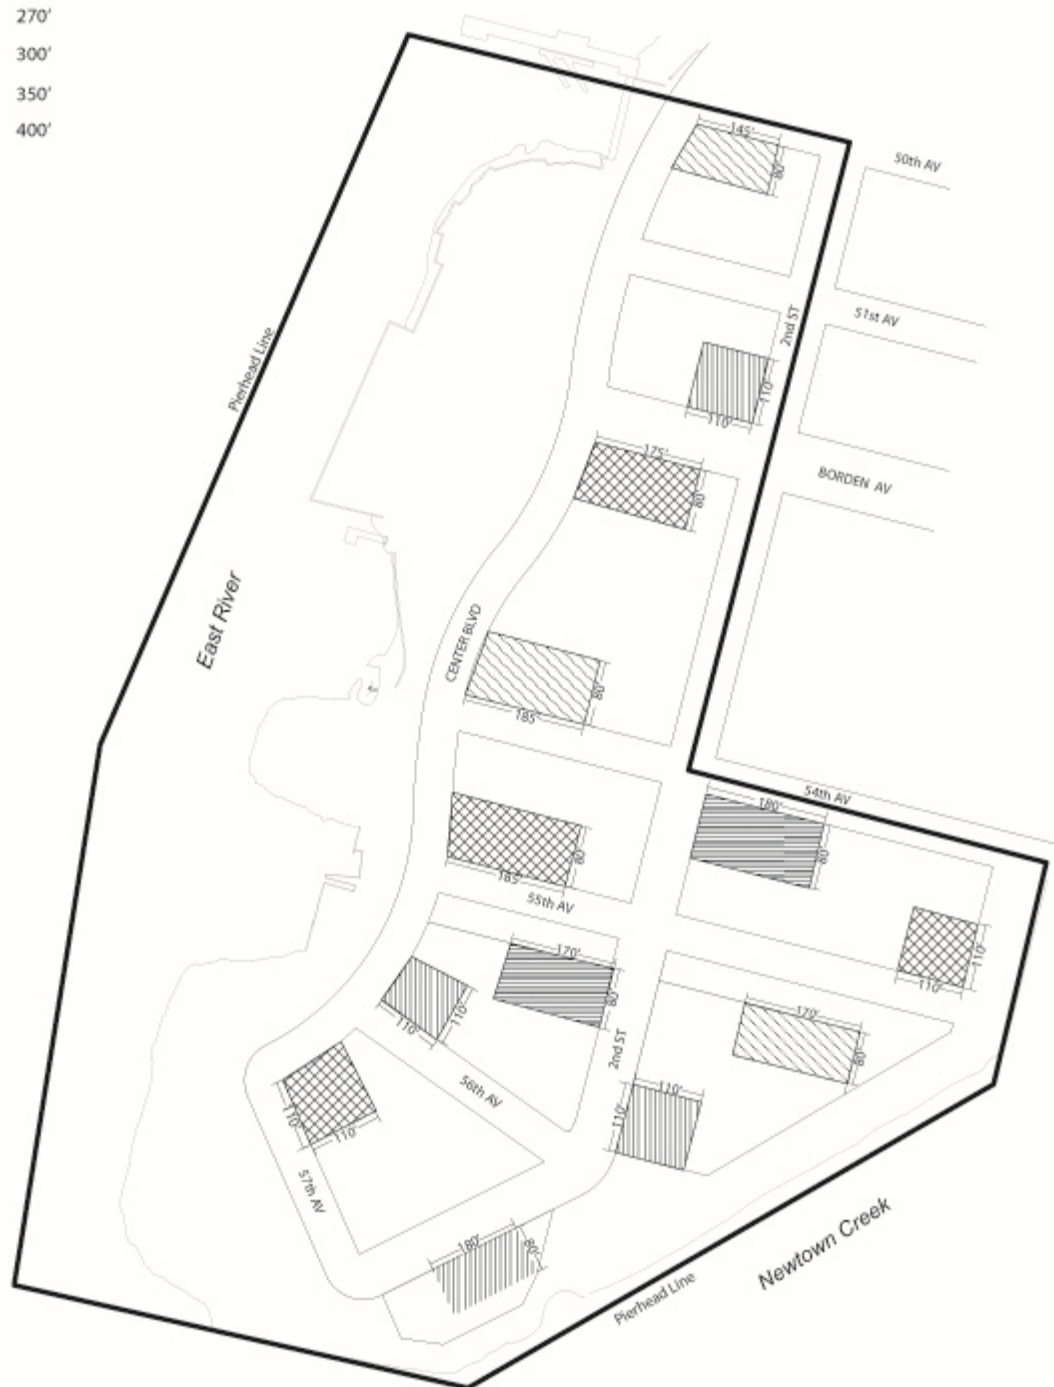 270'
300'
350'
400'
145'
80'
50th AV
51st AV
2nd ST
Pierhead Line
110'
110'
175'
80'
BORDEN AV
East River
CENTER BLVD
80'
185'
54th AV
180'
80'
80'
185'
55th AV
170'
80'
110'
110'
110'
110'
170'
80'
2nd ST
56th AV
110'
110'
110'
110'
57th AV
180'
80'
Newtown Creek
Pierhead Line